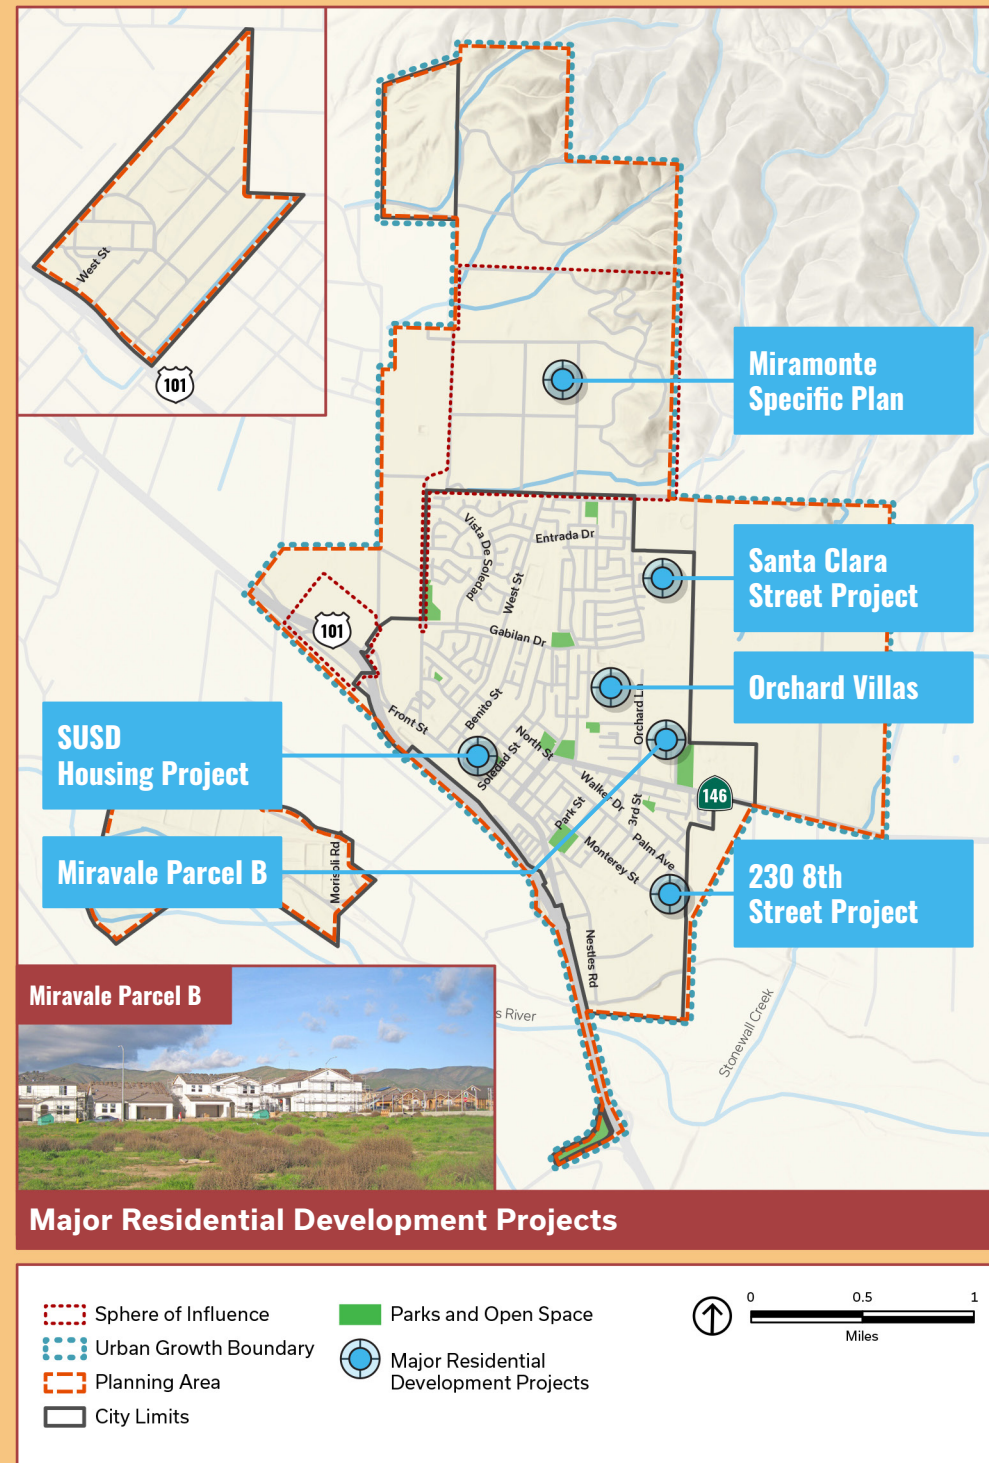 West St
101
Miramonte
Specific Plan
Vista De Soledad
Entrada Dr
West St
Santa Clara
Street Project
101
Gabilan Dr
Orchard Villas
Orchard Ln
Benito St
Front St
SUSD
Housing Project
North St
Soledad St
Walker Dr
146
3rd St
Park St
Palm Ave
Monterey St
Morisoli Rd
Miravale Parcel B
230 8th
Street Project
Nestles Rd
Miravale Parcel B
s River
Stonewall Creek
Major Residential Development Projects
Sphere of Influence
Urban Growth Boundary
Planning Area
City Limits
Parks and Open Space
Major Residential
Development Projects
0 0.5 1
Miles